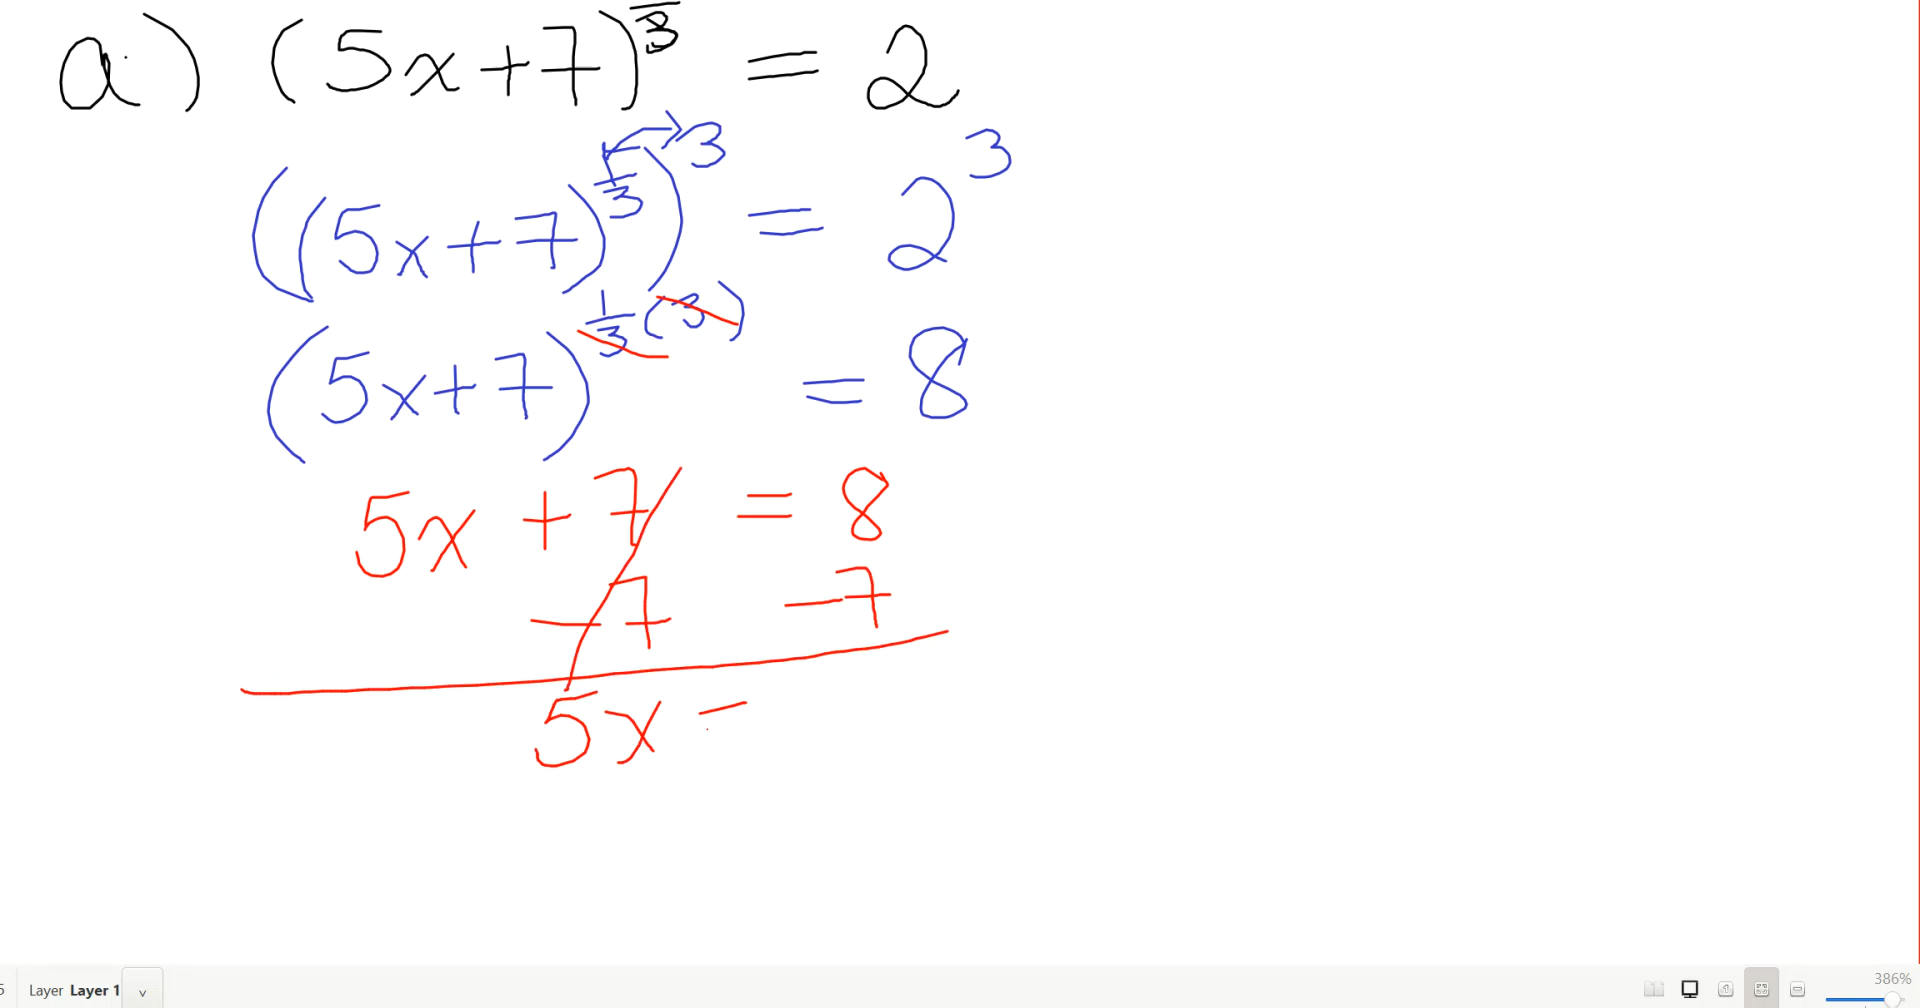 a) (5x+7)^(1/3) = 2
((5x+7)^(1/3))^3 = 2^3
(5x+7)^(1/3 (3)) = 8
5x + 7 = 8
-7 -7
5x =
Layer Layer 1
386%